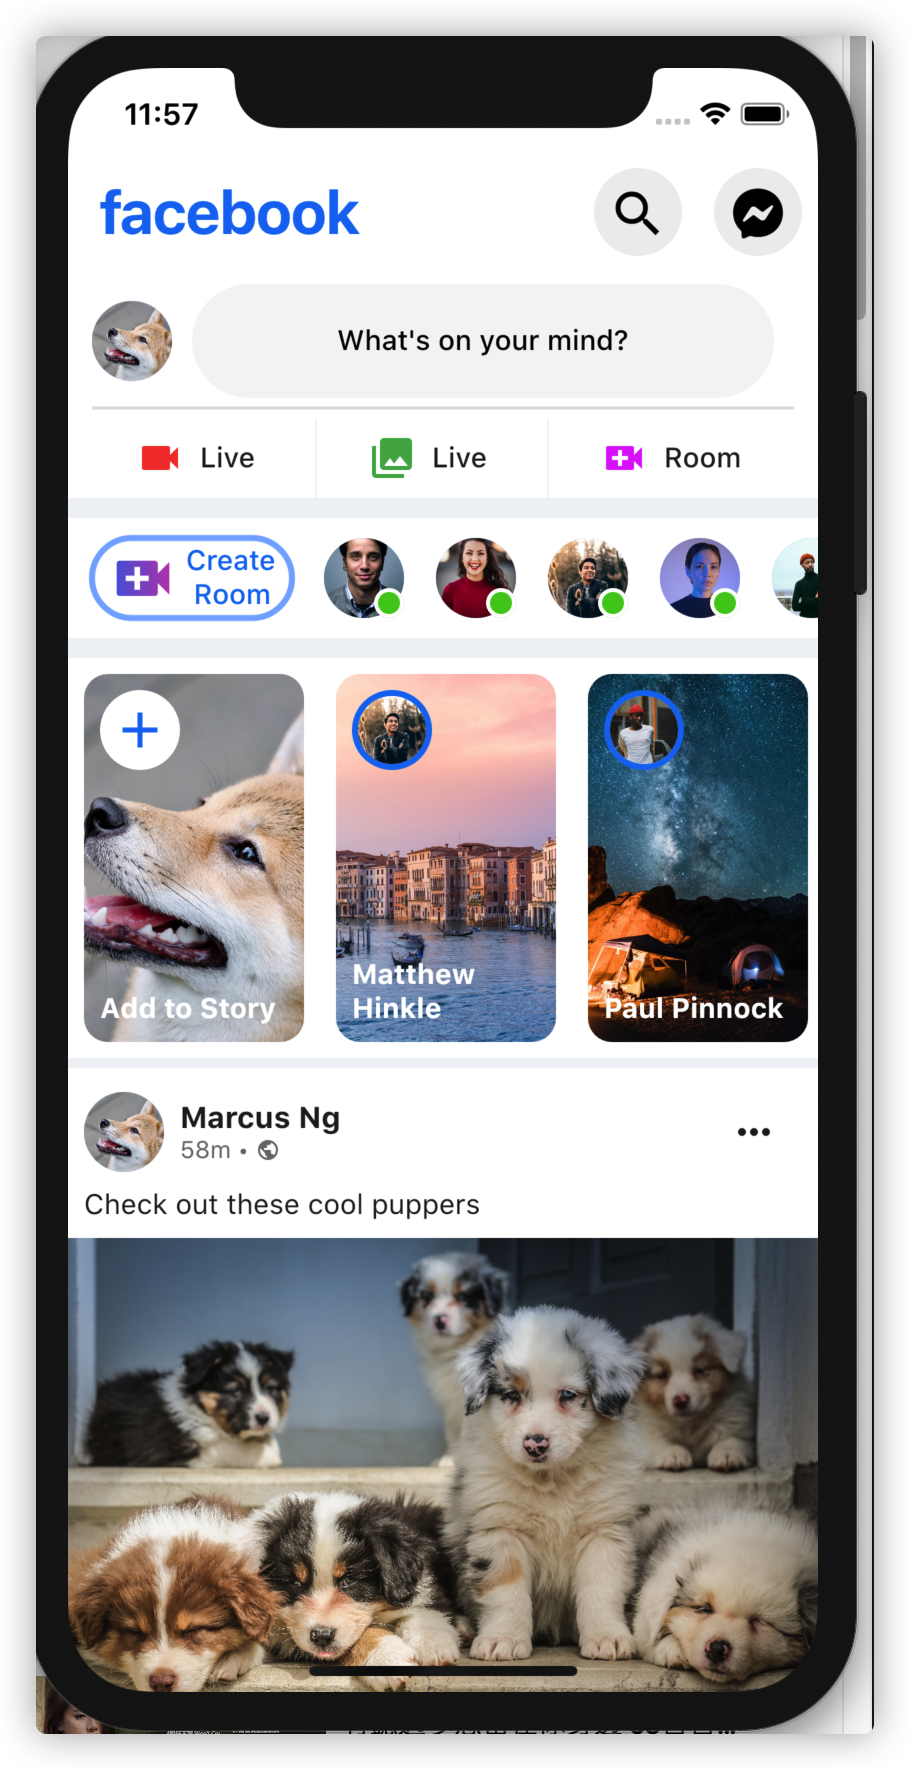 11:57
facebook
What's on your mind?
Live
Live
Room
Create
Room
Add to Story
Matthew
Hinkle
Paul Pinnock
Marcus Ng
58m •
Check out these cool puppers